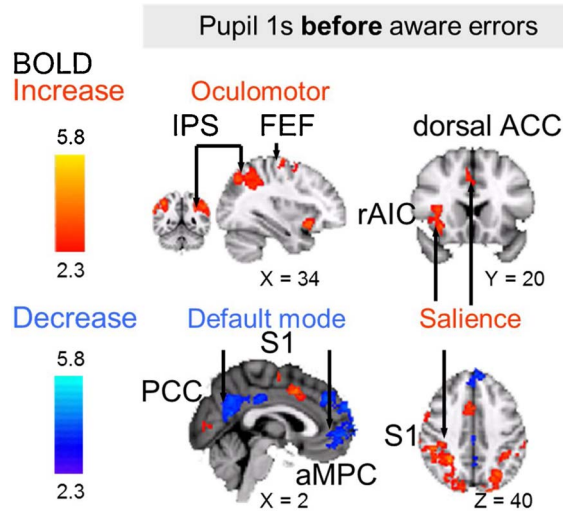 Pupil 1s before aware errors
BOLD
Increase
Oculomotor
IPS
FEF
dorsal ACC
5.8
2.3
rAIC
X = 34
Y = 20
Decrease
Default mode
Salience
S1
5.8
2.3
PCC
aMPC
S1
X = 2
Z = 40